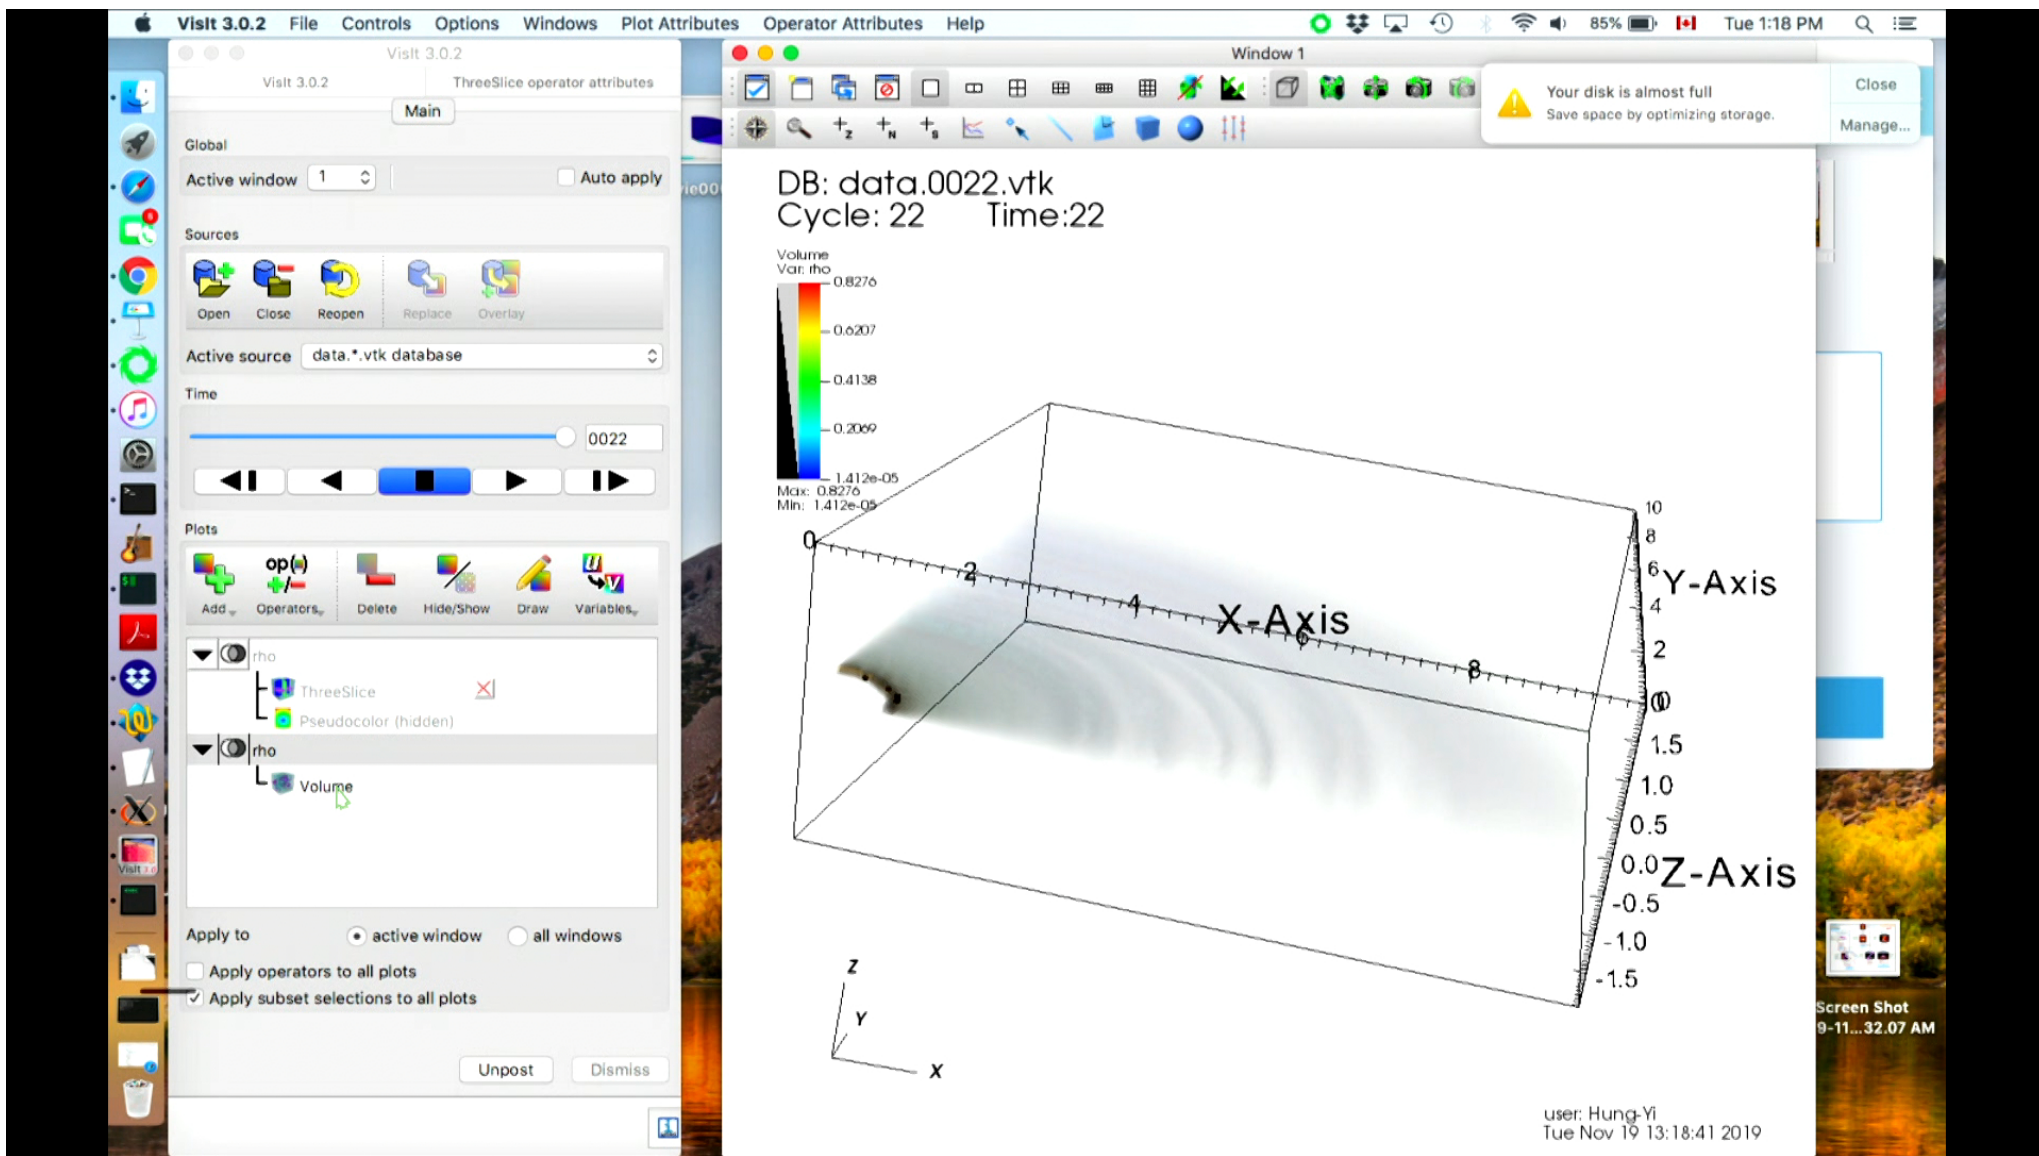 VisIt 3.0.2 File Controls Options Windows Plot Attributes Operator Attributes Help 85% Tue 1:18 PM
VisIt 3.0.2
VisIt 3.0.2 ThreeSlice operator attributes
Main
Global
Active window 1 Auto apply
Sources
Open Close Reopen Replace Overlay
Active source data.*.vtk database
Time
0022
Plots
op( )
+/-
U
V
Add Operators Delete Hide/Show Draw Variables
rho
ThreeSlice
Pseudocolor (hidden)
rho
Volume
Apply to active window all windows
Apply operators to all plots
Apply subset selections to all plots
Unpost Dismiss
Window 1
Your disk is almost full
Save space by optimizing storage.
Close
Manage...
+Z +N +S
DB: data.0022.vtk
Cycle: 22 Time:22
Volume
Var: rho
0.8276
0.6207
0.4138
0.2069
1.412e-05
Max: 0.8276
Min: 1.412e-05
0
2
4
6
8
X-Axis
10
8
6
4
2
0
Y-Axis
1.5
1.0
0.5
0.0
-0.5
-1.0
-1.5
Z-Axis
Z
Y
X
user: Hung-Yi
Tue Nov 19 13:18:41 2019
Screen Shot
9-11...32.07 AM